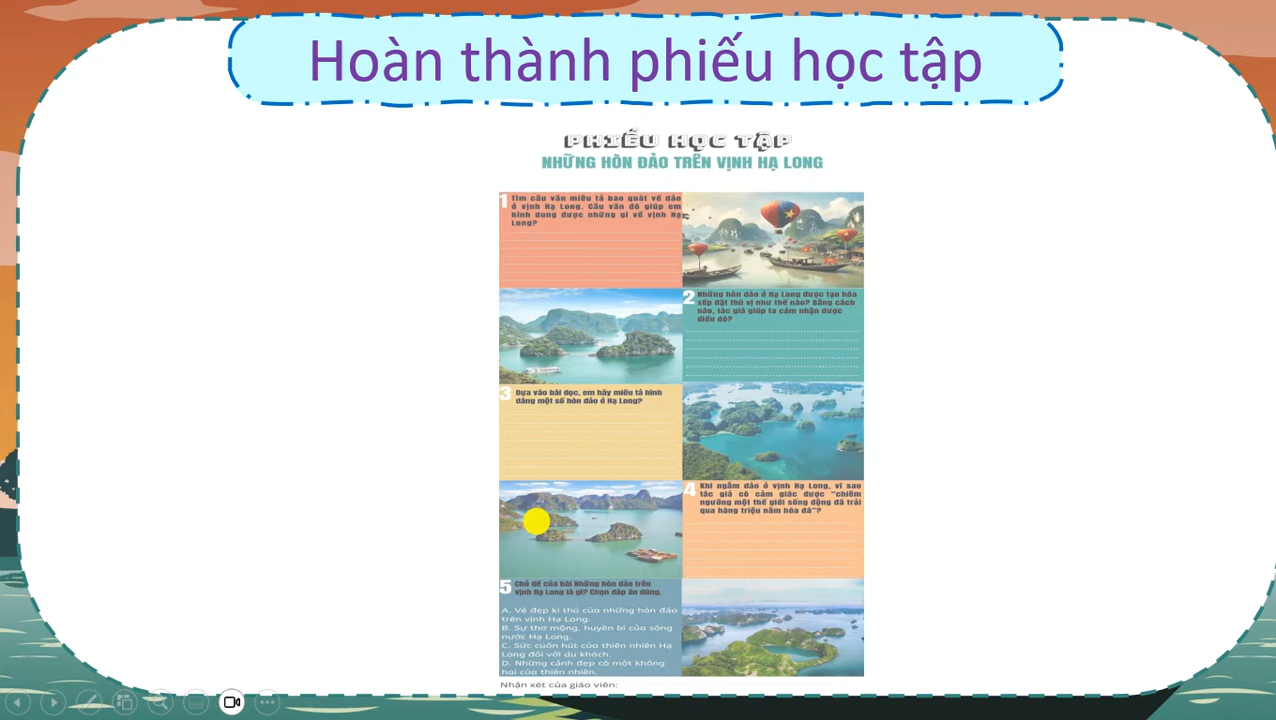 Hoàn thành phiếu học tập
PHIẾU HỌC TẬP
NHỮNG HÒN ĐẢO TRÊN VỊNH HẠ LONG
1 Tìm câu văn miêu tả bao quát về đảo
ở vịnh Hạ Long. Câu văn đó giúp em
hình dung được những gì về vịnh Hạ
Long?
2 Những hòn đảo ở Hạ Long được tạo hóa
xếp đặt thú vị như thế nào? Bằng cách
nào, tác giả giúp ta cảm nhận được
điều đó?
3 Dựa vào bài đọc, em hãy miêu tả hình
dáng một số hòn đảo ở Hạ Long?
4 Khi ngắm đảo ở vịnh Hạ Long, vì sao
tác giả có cảm giác được "chiêm
ngưỡng một thế giới sống động đã trải
qua hàng triệu năm hóa đá"?
5 Chủ đề của bài Những hòn đảo trên
vịnh Hạ Long là gì? Chọn đáp án đúng.
A. Vẻ đẹp kì thú của những hòn đảo
trên vịnh Hạ Long.
B. Sự thơ mộng, huyền bí của sông
nước Hạ Long.
C. Sức cuốn hút của thiên nhiên Hạ
Long đối với du khách.
D. Những cảnh đẹp có một không
hai của thiên nhiên.
Nhận xét của giáo viên: